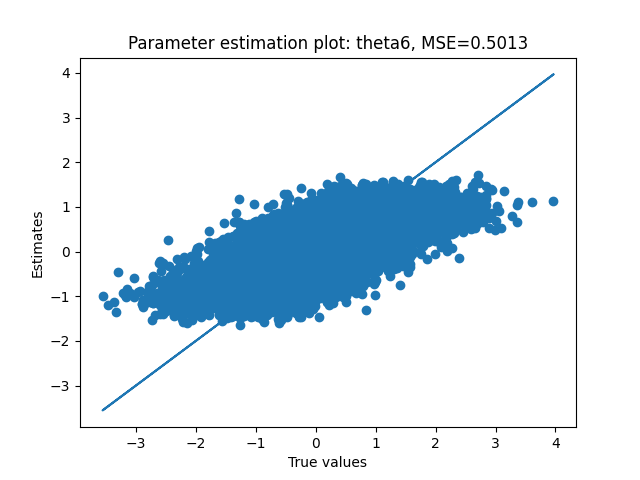 Parameter estimation plot: theta6, MSE=0.5013
4
3
2
1
0
−1
−2
−3
Estimates
−3 −2 −1 0 1 2 3 4
True values